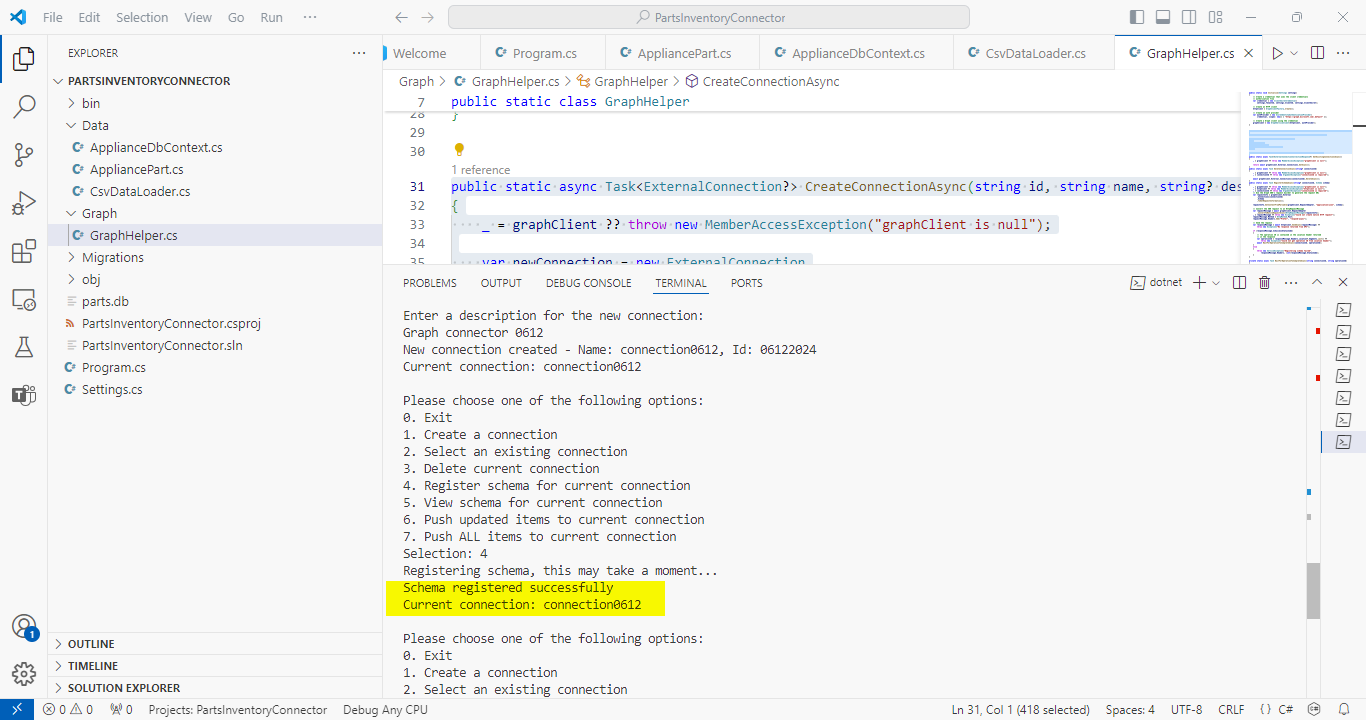 File Edit Selection View Go Run ···
PartsInventoryConnector
EXPLORER
PARTSINVENTORYCONNECTOR
bin
Data
ApplianceDbContext.cs
AppliancePart.cs
CsvDataLoader.cs
Graph
GraphHelper.cs
Migrations
obj
parts.db
PartsInventoryConnector.csproj
PartsInventoryConnector.sln
Program.cs
Settings.cs
OUTLINE
TIMELINE
SOLUTION EXPLORER
Welcome Program.cs AppliancePart.cs ApplianceDbContext.cs CsvDataLoader.cs GraphHelper.cs
Graph > GraphHelper.cs > GraphHelper > CreateConnectionAsync
7 public static class GraphHelper
28 }
29
30
1 reference
31 public static async Task<ExternalConnection?> CreateConnectionAsync(string id, string name, string? des
32 {
33 _ = graphClient ?? throw new MemberAccessException("graphClient is null");
34
35 var newConnection = new ExternalConnection
PROBLEMS OUTPUT DEBUG CONSOLE TERMINAL PORTS
dotnet
Enter a description for the new connection:
Graph connector 0612
New connection created - Name: connection0612, Id: 06122024
Current connection: connection0612
Please choose one of the following options:
0. Exit
1. Create a connection
2. Select an existing connection
3. Delete current connection
4. Register schema for current connection
5. View schema for current connection
6. Push updated items to current connection
7. Push ALL items to current connection
Selection: 4
Registering schema, this may take a moment...
Schema registered successfully
Current connection: connection0612
Please choose one of the following options:
0. Exit
1. Create a connection
2. Select an existing connection
1
0 0 0 Projects: PartsInventoryConnector Debug Any CPU
Ln 31, Col 1 (418 selected) Spaces: 4 UTF-8 CRLF {} C#